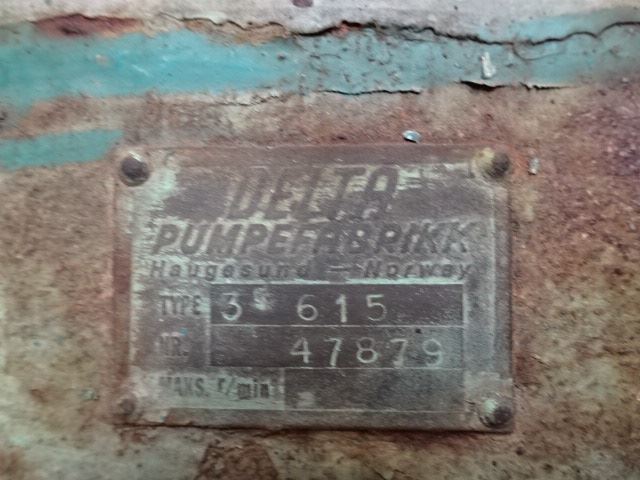 DELTA
PUMPEFABRIKK
Haugesund - Norway
TYPE 3 615
NR. 47879
MAKS. r/min